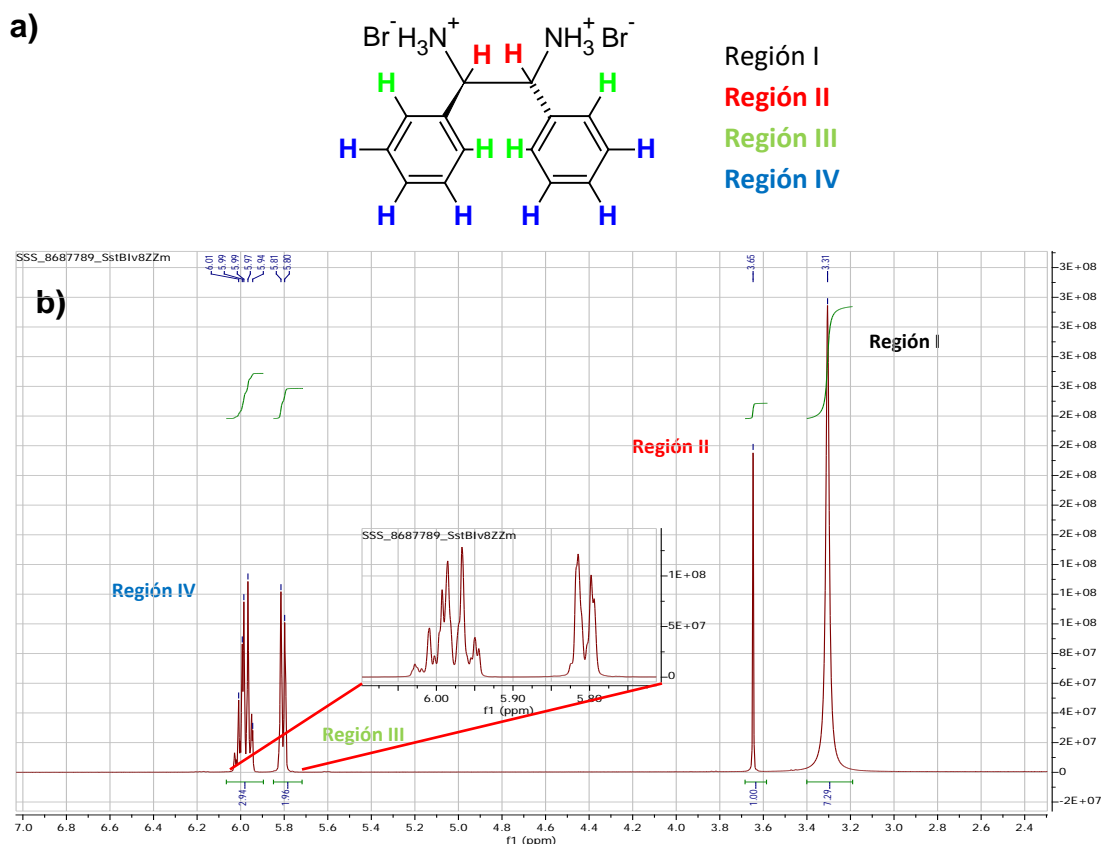 a)
Br⁻ H₃N⁺ NH₃⁺ Br⁻
H H
H H
H H H H
H H H H
Región I
Región II
Región III
Región IV
SSS_8687789_SstBIv8ZZm
6.01 5.99 5.99 5.97 5.94 5.81 5.80 3.65 3.31
b)
3E+08
3E+08
3E+08
3E+08
3E+08
2E+08
2E+08
2E+08
2E+08
2E+08
1E+08
1E+08
1E+08
8E+07
6E+07
4E+07
2E+07
0
-2E+07
Región I
Región II
Región IV
Región III
SSS_8687789_SstBIv8ZZm
1E+08
5E+07
0
6.00 5.90 5.80
f1 (ppm)
2.94 1.96 1.00 7.29
7.0 6.8 6.6 6.4 6.2 6.0 5.8 5.6 5.4 5.2 5.0 4.8 4.6 4.4 4.2 4.0 3.8 3.6 3.4 3.2 3.0 2.8 2.6 2.4
f1 (ppm)